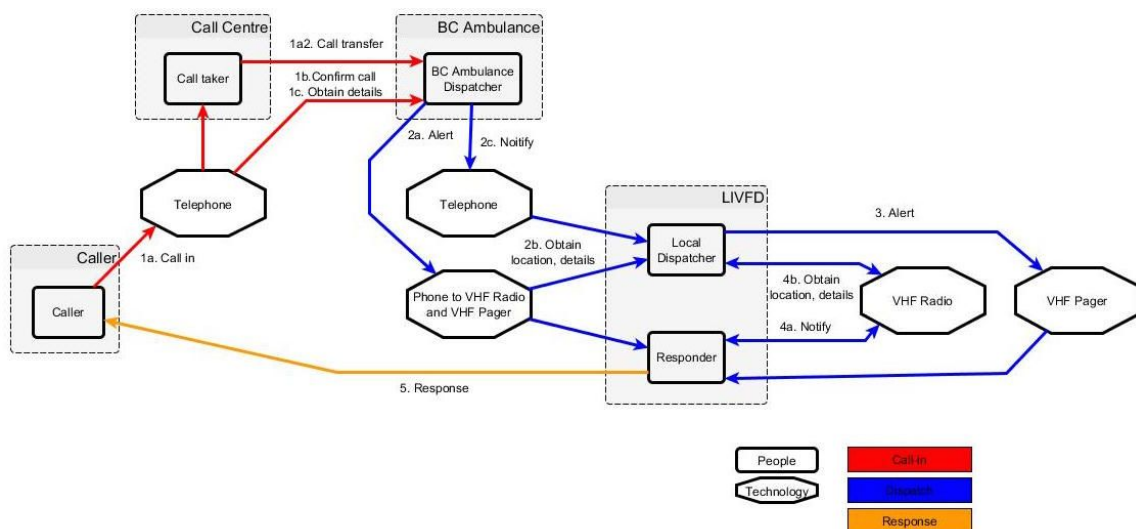 Call Centre
BC Ambulance
1a2. Call transfer
Call taker
BC Ambulance
Dispatcher
1b.Confirm call
1c. Obtain details
2a. Alert
2c. Noitify
Telephone
Telephone
LIVFD
3. Alert
Local
Dispatcher
2b. Obtain
location, details
Caller
1a. Call in
4b. Obtain
location, details
Caller
Phone to VHF Radio
and VHF Pager
VHF Radio
VHF Pager
4a. Notify
Responder
5. Response
People
Call-in
Technology
Dispatch
Response